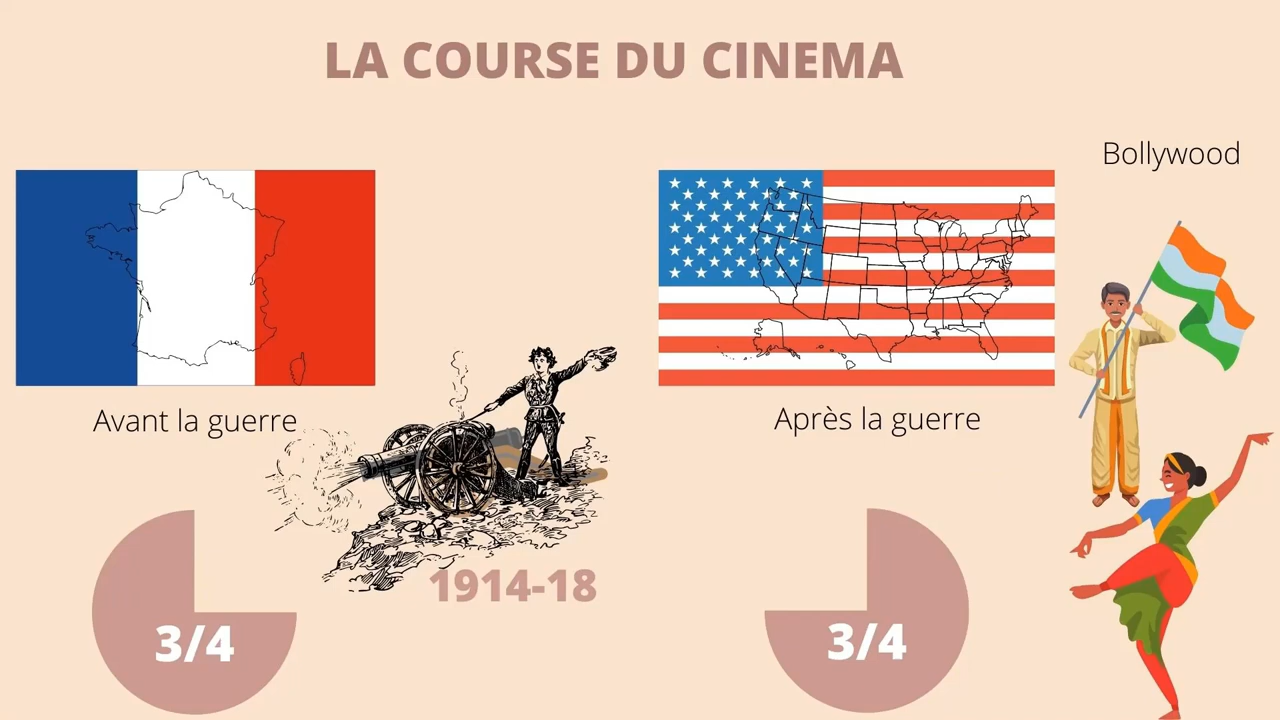 LA COURSE DU CINEMA
Bollywood
Avant la guerre
Après la guerre
1914-18
3/4
3/4